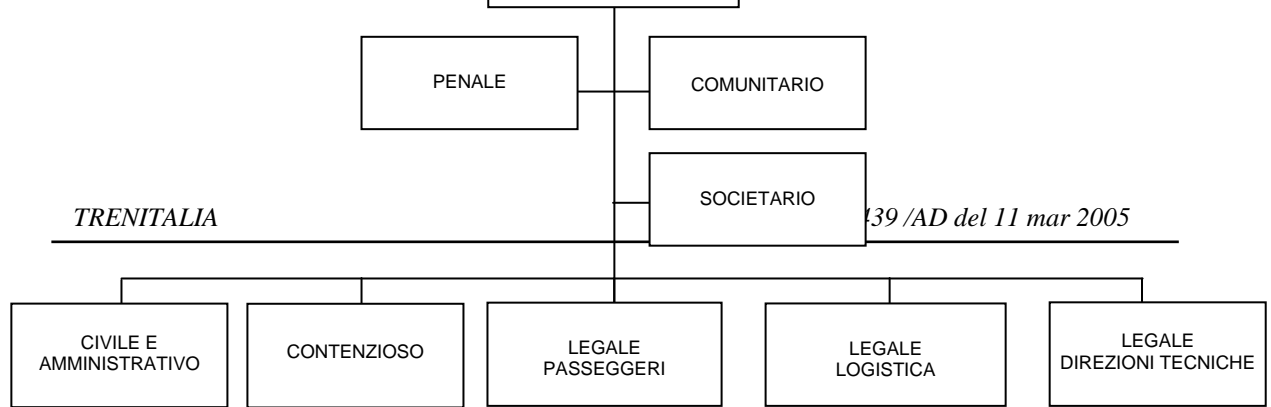 PENALE
COMUNITARIO
SOCIETARIO
TRENITALIA
39 /AD del 11 mar 2005
CIVILE E
AMMINISTRATIVO
CONTENZIOSO
LEGALE
PASSEGGERI
LEGALE
LOGISTICA
LEGALE
DIREZIONI TECNICHE